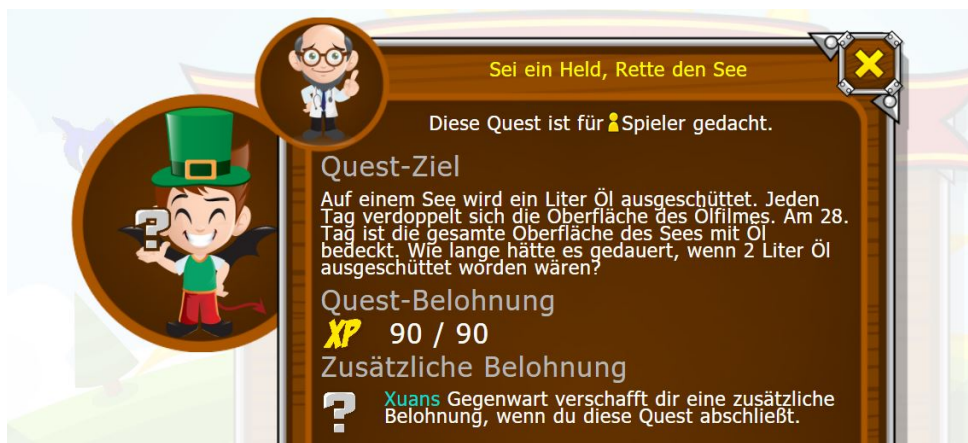 Sei ein Held, Rette den See
Diese Quest ist für Spieler gedacht.
Quest-Ziel
Auf einem See wird ein Liter Öl ausgeschüttet. Jeden
Tag verdoppelt sich die Oberfläche des Ölfilmes. Am 28.
Tag ist die gesamte Oberfläche des Sees mit Öl
bedeckt. Wie lange hätte es gedauert, wenn 2 Liter Öl
ausgeschüttet worden wären?
Quest-Belohnung
XP 90 / 90
Zusätzliche Belohnung
? Xuans Gegenwart verschafft dir eine zusätzliche
Belohnung, wenn du diese Quest abschließt.
?